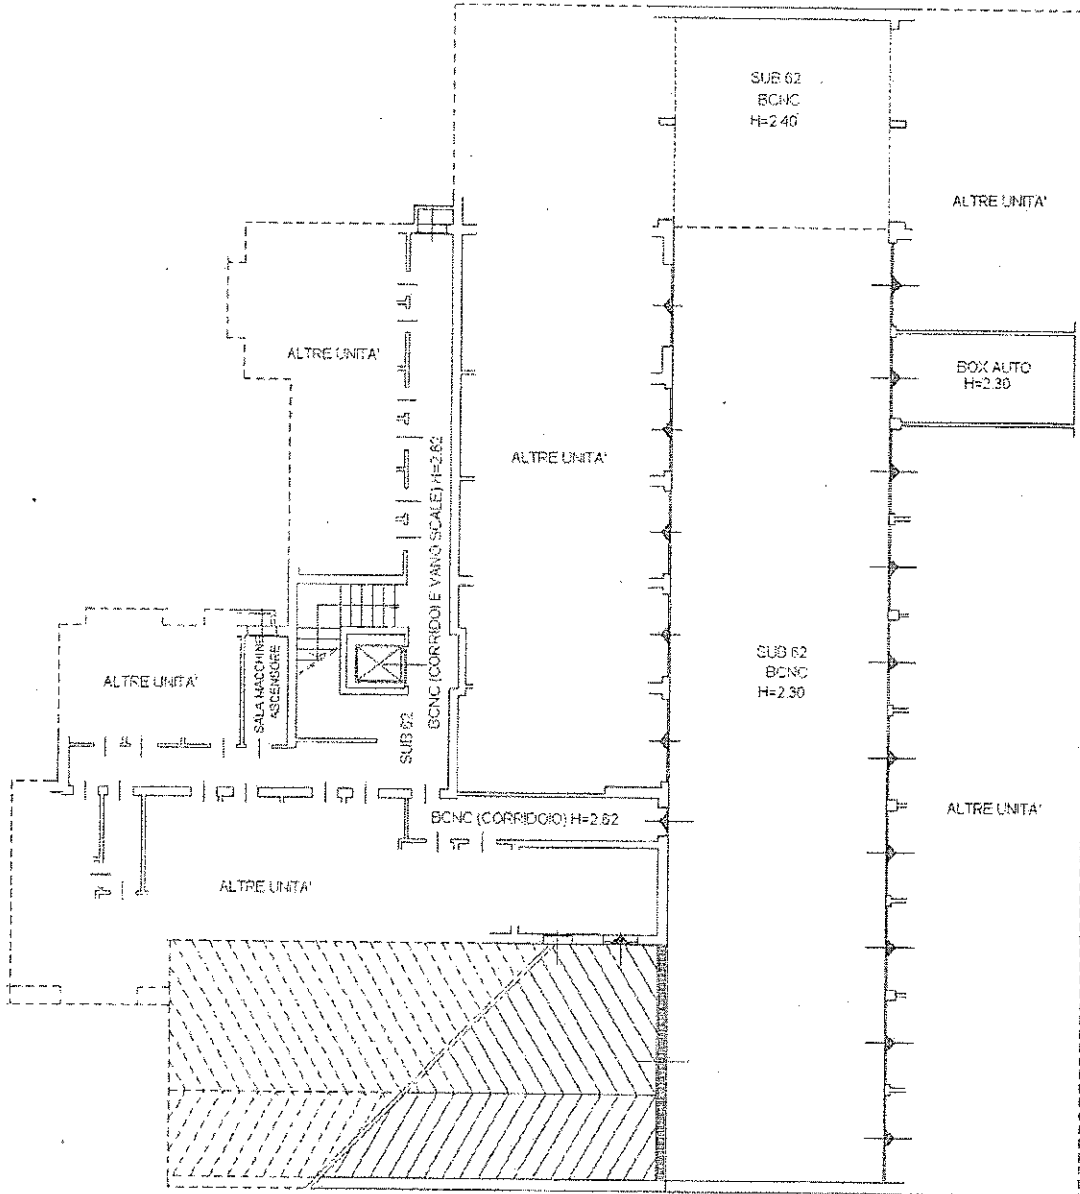 SUB 62
BCNC
H=2.40
ALTRE UNITA'
ALTRE UNITA'
BOX AUTO
H=2.30
ALTRE UNITA'
BCNC (CORRIDOI E VANO SCALE) H=2.62
SUB 62
SALA MACCHINE
ASCENSORE
ALTRE UNITA'
SUB 62
BCNC
H=2.30
ALTRE UNITA'
BCNC (CORRIDOIO) H=2.62
ALTRE UNITA'